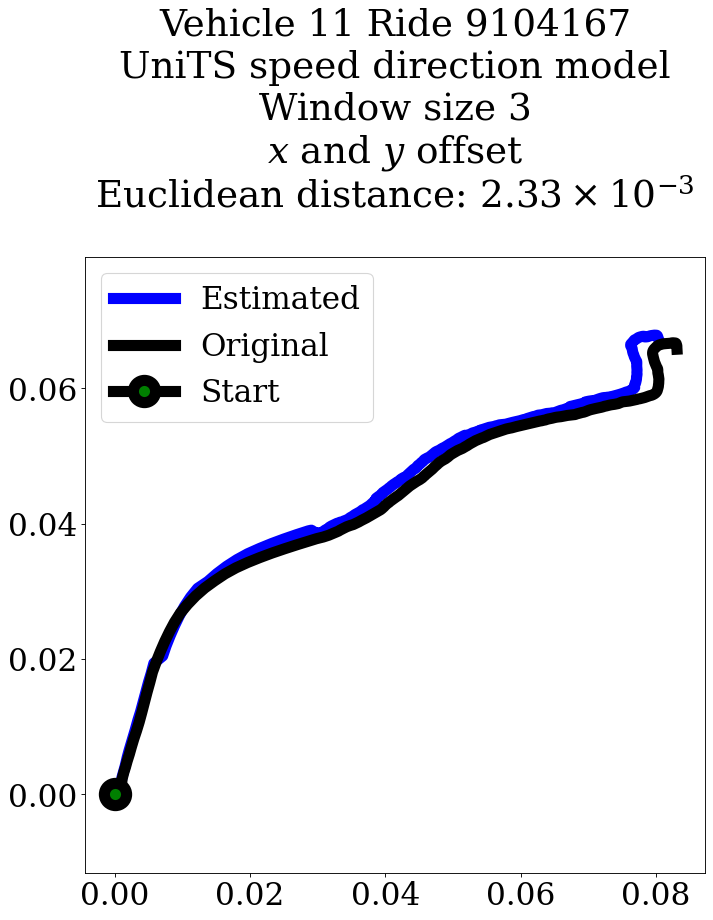 Vehicle 11 Ride 9104167
UniTS speed direction model
Window size 3
x and y offset
Euclidean distance: 2.33 × 10⁻³
Estimated
Original
Start
0.06
0.04
0.02
0.00
0.00 0.02 0.04 0.06 0.08